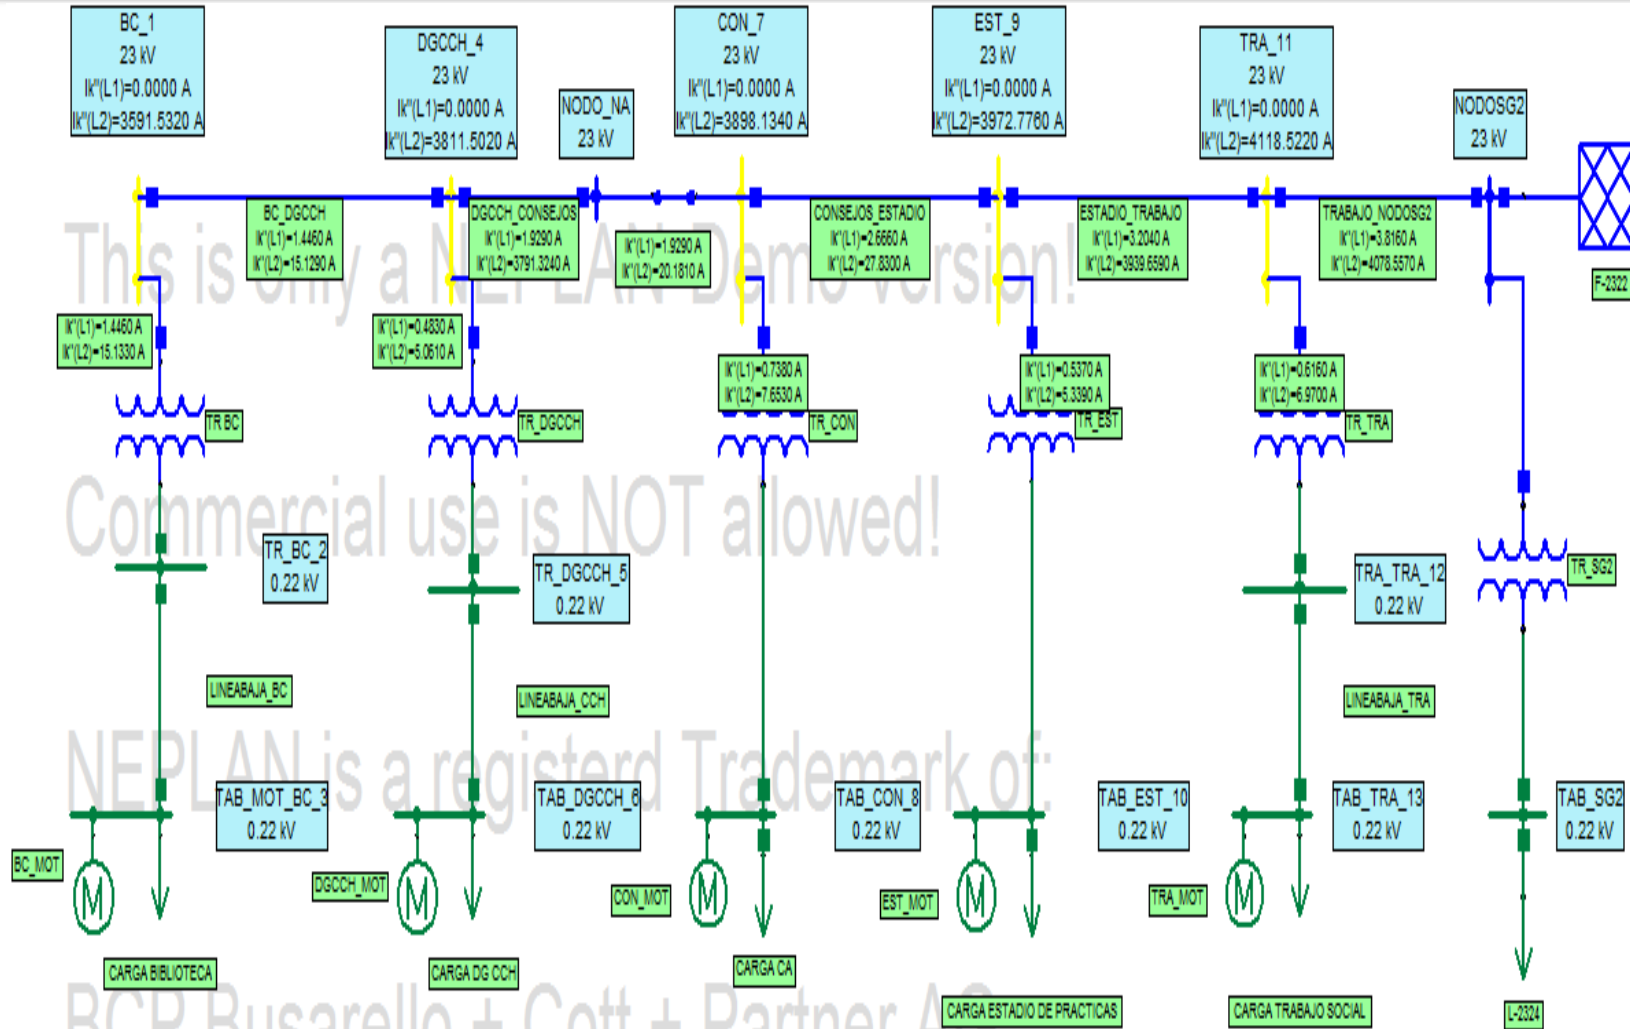 BC_1
23 kV
Ik"(L1)=0.0000 A
Ik"(L2)=3591.5320 A
DGCCH_4
23 kV
Ik"(L1)=0.0000 A
Ik"(L2)=3811.5020 A
NODO_NA
23 kV
CON_7
23 kV
Ik"(L1)=0.0000 A
Ik"(L2)=3898.1340 A
EST_9
23 kV
Ik"(L1)=0.0000 A
Ik"(L2)=3972.7760 A
TRA_11
23 kV
Ik"(L1)=0.0000 A
Ik"(L2)=4118.5220 A
NODOSG2
23 kV
BC_DGCCH
Ik"(L1)=1.4460 A
Ik"(L2)=15.1290 A
DGCCH_CONSEJOS
Ik"(L1)=1.9290 A
Ik"(L2)=3791.3240 A
Ik"(L1)=1.9290 A
Ik"(L2)=20.1810 A
CONSEJOS_ESTADIO
Ik"(L1)=2.6660 A
Ik"(L2)=27.8300 A
ESTADIO_TRABAJO
Ik"(L1)=3.2040 A
Ik"(L2)=3939.6590 A
TRABAJO_NODOSG2
Ik"(L1)=3.8160 A
Ik"(L2)=4078.5570 A
F-2322
This is only a NEPLAN Demo version!
Ik"(L1)=1.4460 A
Ik"(L2)=15.1330 A
Ik"(L1)=0.4830 A
Ik"(L2)=5.0610 A
Ik"(L1)=0.7380 A
Ik"(L2)=7.6530 A
Ik"(L1)=0.5370 A
Ik"(L2)=5.3390 A
Ik"(L1)=0.6160 A
Ik"(L2)=6.9700 A
TR BC
TR_DGCCH
TR_CON
TR_EST
TR_TRA
Commercial use is NOT allowed!
TR_BC_2
0.22 kV
TR_DGCCH_5
0.22 kV
TRA_TRA_12
0.22 kV
TR_SG2
LINEABAJA_BC
LINEABAJA_CCH
LINEABAJA_TRA
NEPLAN is a registerd Trademark of:
TAB_MOT_BC_3
0.22 kV
TAB_DGCCH_6
0.22 kV
TAB_CON_8
0.22 kV
TAB_EST_10
0.22 kV
TAB_TRA_13
0.22 kV
TAB_SG2
0.22 kV
BC_MOT
M
DGCCH_MOT
M
CON_MOT
M
EST_MOT
M
TRA_MOT
M
CARGA BIBLIOTECA
CARGA DG CCH
CARGA CA
CARGA ESTADIO DE PRACTICAS
CARGA TRABAJO SOCIAL
L-2324
BCP Busarello + Cott + Partner A